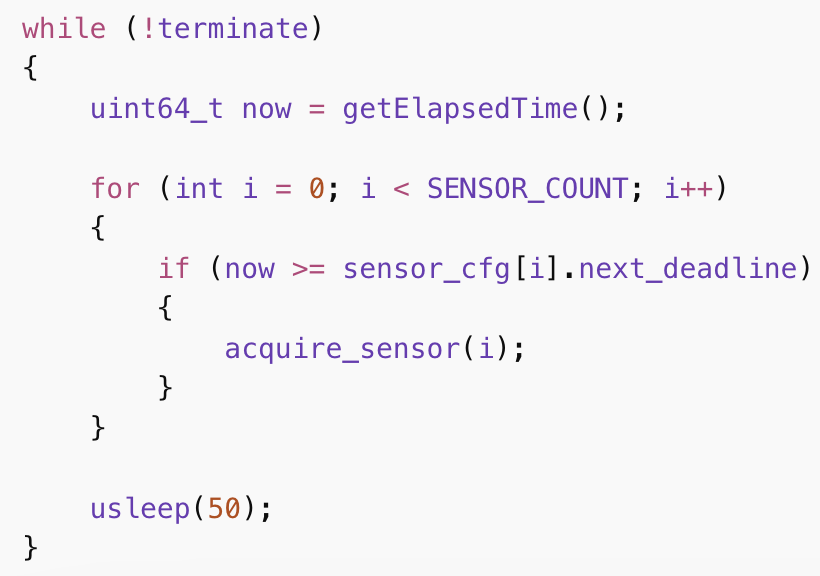 while (!terminate)
{
    uint64_t now = getElapsedTime();

    for (int i = 0; i < SENSOR_COUNT; i++)
    {
        if (now >= sensor_cfg[i].next_deadline)
        {
            acquire_sensor(i);
        }
    }

    usleep(50);
}